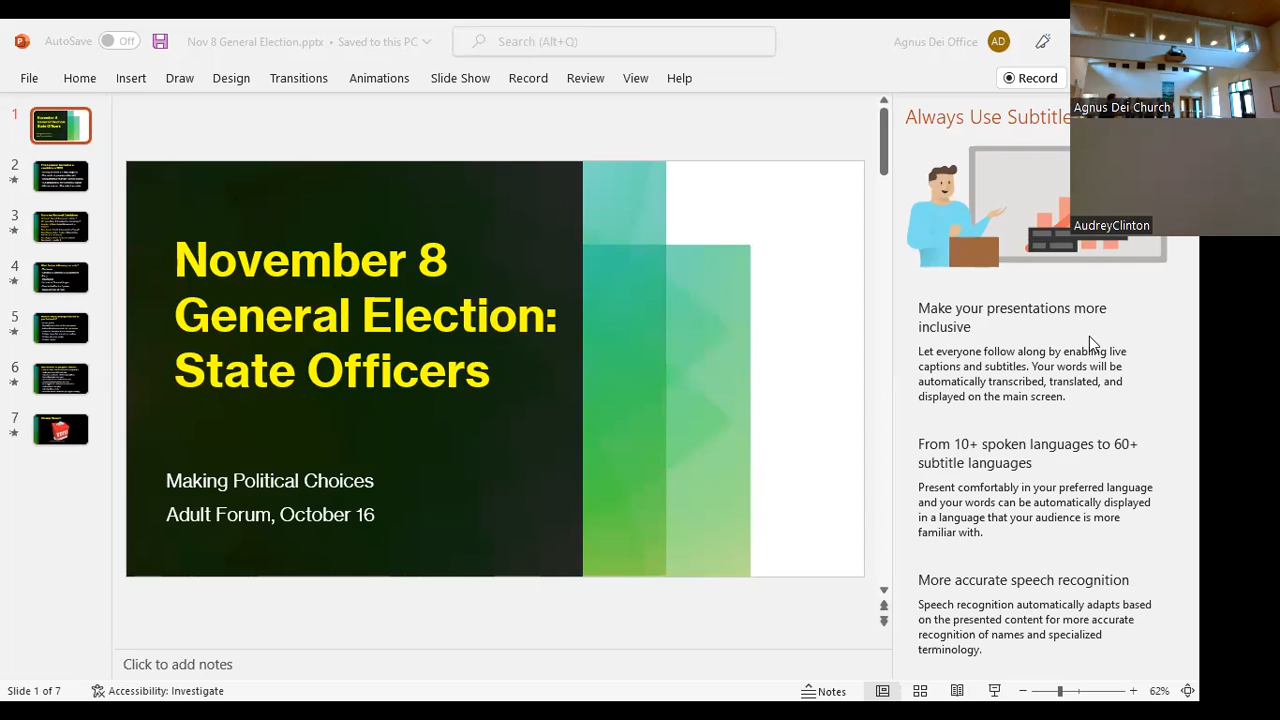 AutoSave Off Nov 8 General Election.pptx • Saved to this PC Search (Alt+Q) Agnus Dei Office AD
File Home Insert Draw Design Transitions Animations Slide Show Record Review View Help Record
1
2
3
4
5
6
7
November 8
General Election:
State Officers
Making Political Choices
Adult Forum, October 16
Click to add notes
Always Use Subtitle
Make your presentations more
inclusive
Let everyone follow along by enabling live
captions and subtitles. Your words will be
automatically transcribed, translated, and
displayed on the main screen.
From 10+ spoken languages to 60+
subtitle languages
Present comfortably in your preferred language
and your words can be automatically displayed
in a language that your audience is more
familiar with.
More accurate speech recognition
Speech recognition automatically adapts based
on the presented content for more accurate
recognition of names and specialized
terminology.
Agnus Dei Church
AudreyClinton
Slide 1 of 7 Accessibility: Investigate Notes 62%